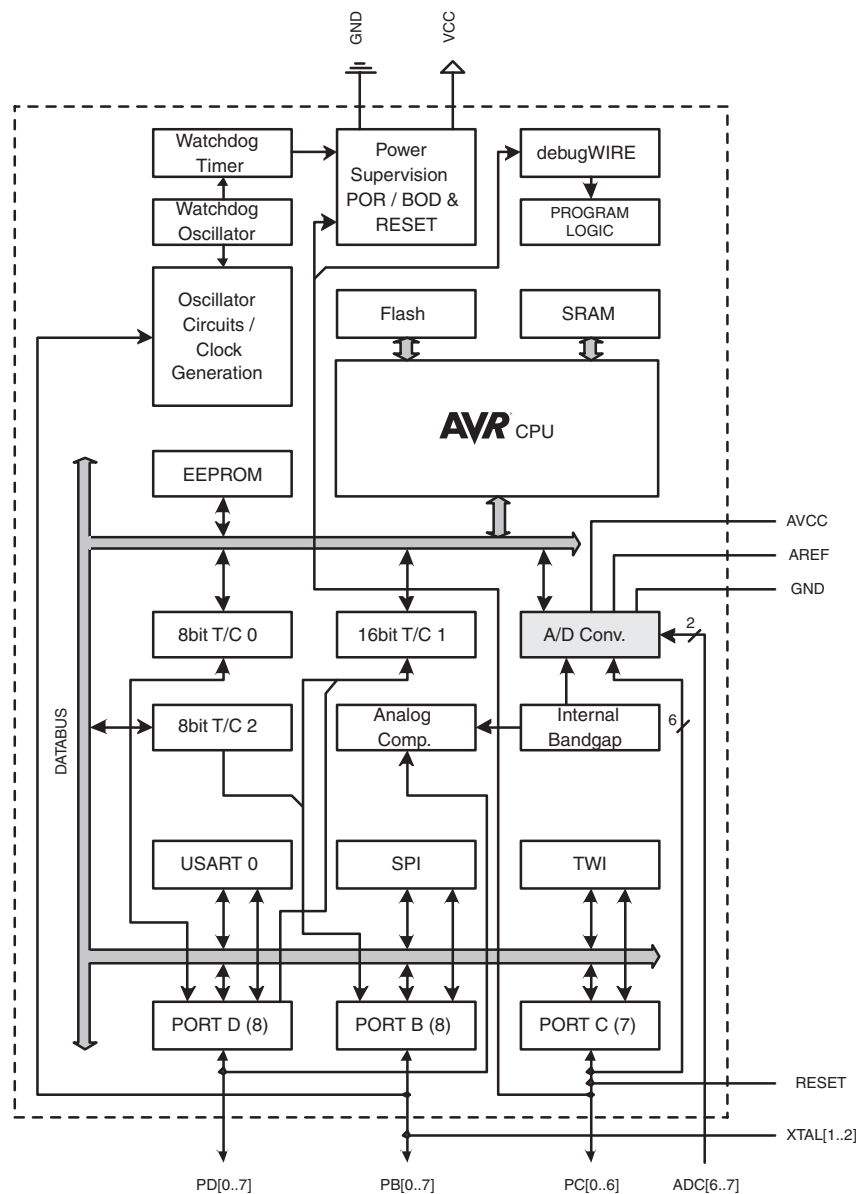 GND
VCC
Watchdog
Timer
Power
Supervision
POR / BOD &
RESET
debugWIRE
Watchdog
Oscillator
PROGRAM
LOGIC
Oscillator
Circuits /
Clock
Generation
Flash
SRAM
AVR CPU
EEPROM
AVCC
AREF
GND
8bit T/C 0
16bit T/C 1
A/D Conv.
2
DATABUS
8bit T/C 2
Analog
Comp.
Internal
Bandgap
6
USART 0
SPI
TWI
PORT D (8)
PORT B (8)
PORT C (7)
RESET
XTAL[1..2]
PD[0..7]
PB[0..7]
PC[0..6]
ADC[6..7]